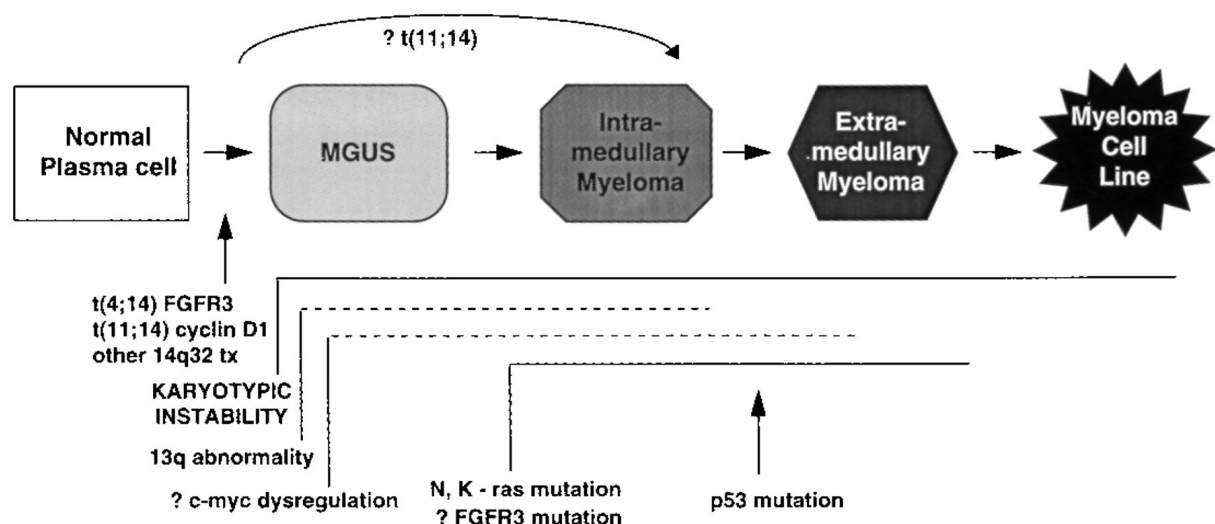 ? t(11;14)
Normal
Plasma cell
MGUS
Intra-
medullary
Myeloma
Extra-
medullary
Myeloma
Myeloma
Cell
Line
t(4;14) FGFR3
t(11;14) cyclin D1
other 14q32 tx
KARYOTYPIC
INSTABILITY
13q abnormality
? c-myc dysregulation
N, K - ras mutation
? FGFR3 mutation
p53 mutation